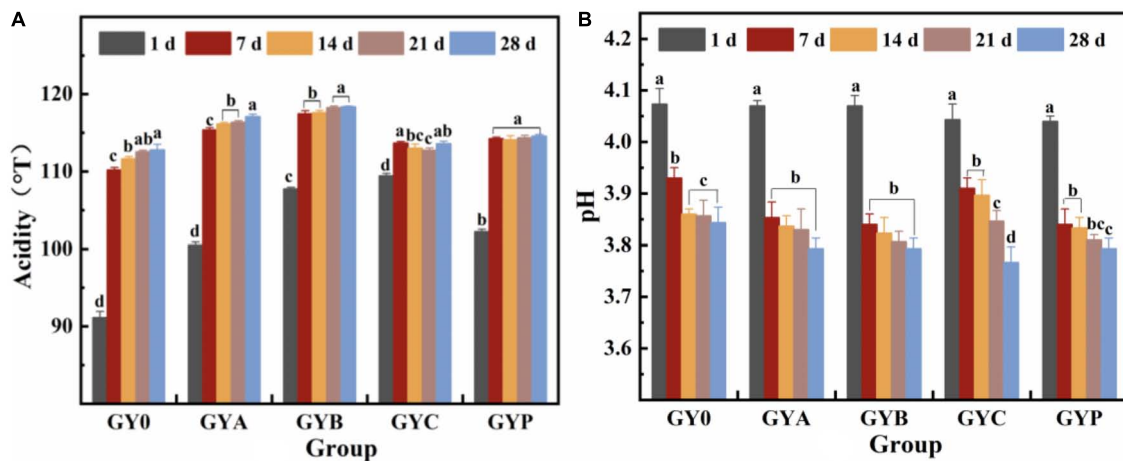 A
1 d 7 d 14 d 21 d 28 d
120
110
100
90
Acidity (°T)
d c b ab a
d c b a
c b a
d a bc c ab
b a
GY0 GYA GYB GYC GYP
Group
B
1 d 7 d 14 d 21 d 28 d
4.2
4.1
4.0
3.9
3.8
3.7
3.6
pH
a b c
a b
a b
a b c d
a b bc c
GY0 GYA GYB GYC GYP
Group